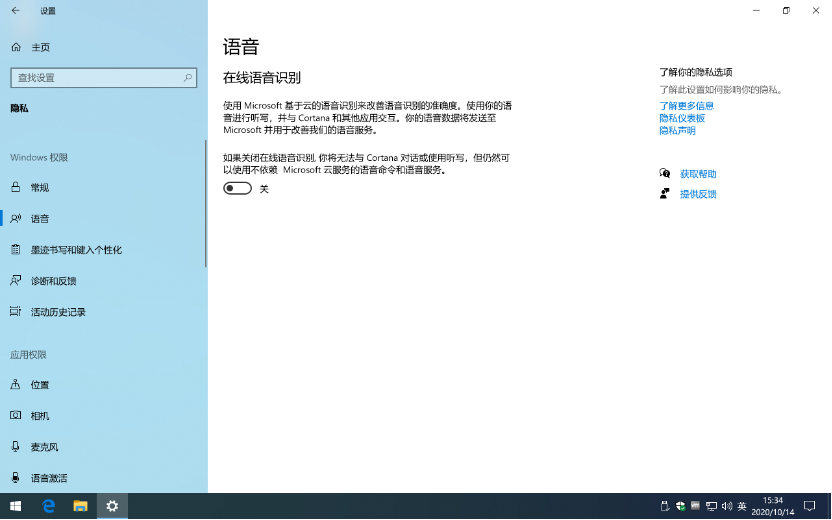 设置
主页
查找设置
隐私
Windows 权限
常规
语音
墨迹书写和键入个性化
诊断和反馈
活动历史记录
应用权限
位置
相机
麦克风
语音激活
语音
在线语音识别
使用 Microsoft 基于云的语音识别来改善语音识别的准确度。使用你的语
音进行听写，并与 Cortana 和其他应用交互。你的语音数据将发送至
Microsoft 并用于改善我们的语音服务。
如果关闭在线语音识别, 你将无法与 Cortana 对话或使用听写，但仍然可
以使用不依赖 Microsoft 云服务的语音命令和语音服务。
关
了解你的隐私选项
了解此设置如何影响你的隐私。
了解更多信息
隐私仪表板
隐私声明
获取帮助
提供反馈
英
15:34
2020/10/14